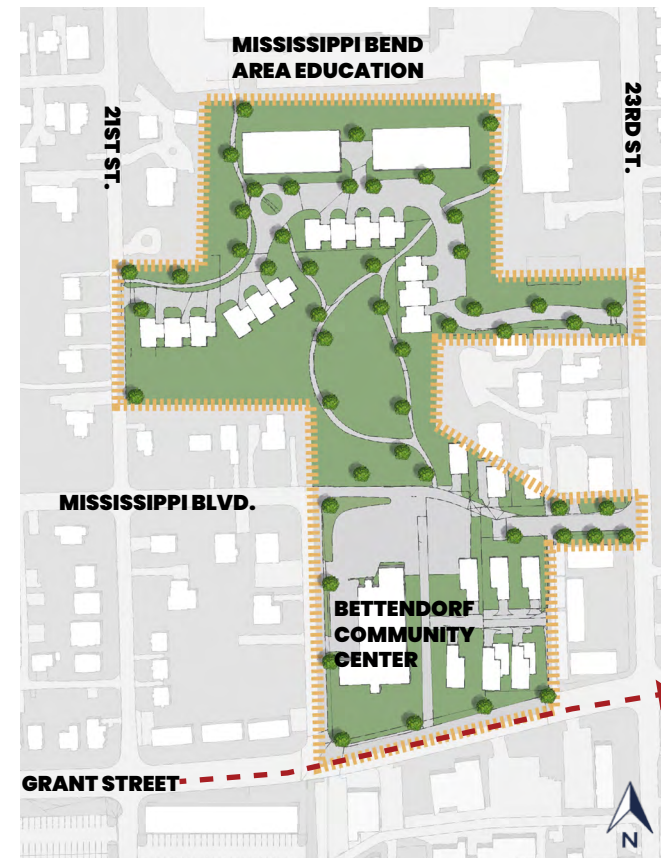 MISSISSIPPI BEND
AREA EDUCATION
21ST ST.
23RD ST.
MISSISSIPPI BLVD.
BETTENDORF
COMMUNITY
CENTER
GRANT STREET
N